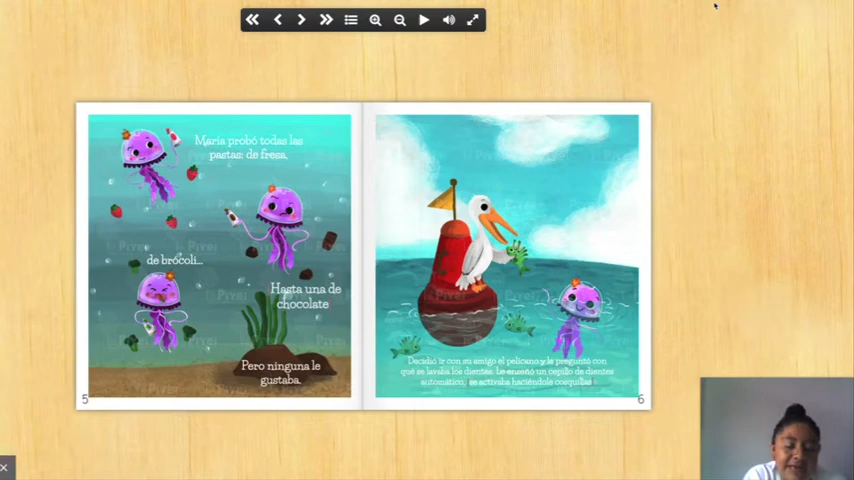 María probó todas las
pastas: de fresa,
de brócoli...
Hasta una de
chocolate
Pero ninguna le
gustaba.
5
Decidió ir con su amigo el pelícano y le preguntó con
qué se lavaba los dientes. Le enseñó un cepillo de dientes
automático, se activaba haciéndole cosquillas
6